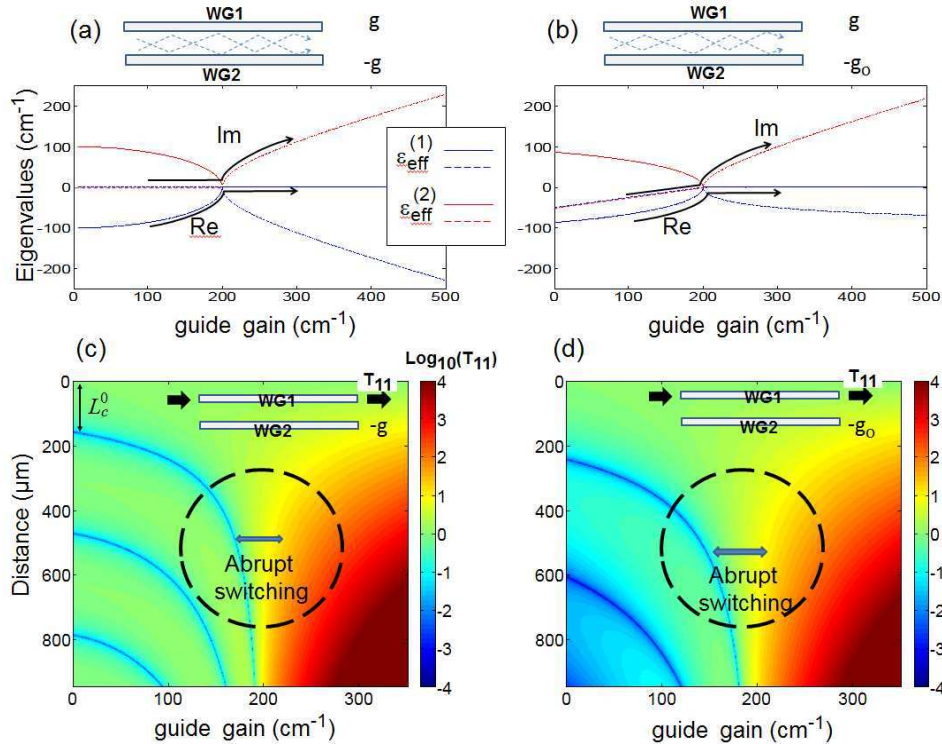 (a)
WG1
g
WG2
-g
(b)
WG1
g
WG2
-g₀
Eigenvalues (cm⁻¹)
200
100
0
-100
-200
Im
Re
0 100 200 300 400 500
guide gain (cm⁻¹)
ε_eff^(1)
ε_eff^(2)
200
100
0
-100
-200
Im
Re
0 100 200 300 400 500
guide gain (cm⁻¹)
(c)
Log₁₀(T₁₁)
Distance (µm)
0
200
400
600
800
L_c^0
T₁₁
WG1
WG2
-g
Abrupt
switching
0 100 200 300
guide gain (cm⁻¹)
4
3
2
1
0
-1
-2
-3
-4
(d)
0
200
400
600
800
T₁₁
WG1
WG2
-g₀
Abrupt
switching
0 100 200 300
guide gain (cm⁻¹)
4
3
2
1
0
-1
-2
-3
-4